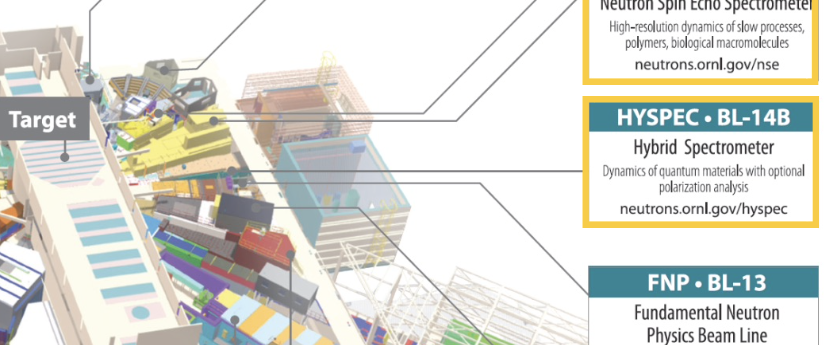 Neutron Spin Echo Spectrometer
High-resolution dynamics of slow processes,
polymers, biological macromolecules
neutrons.ornl.gov/nse
Target
HYSPEC • BL-14B
Hybrid Spectrometer
Dynamics of quantum materials with optional
polarization analysis
neutrons.ornl.gov/hyspec
FNP • BL-13
Fundamental Neutron
Physics Beam Line